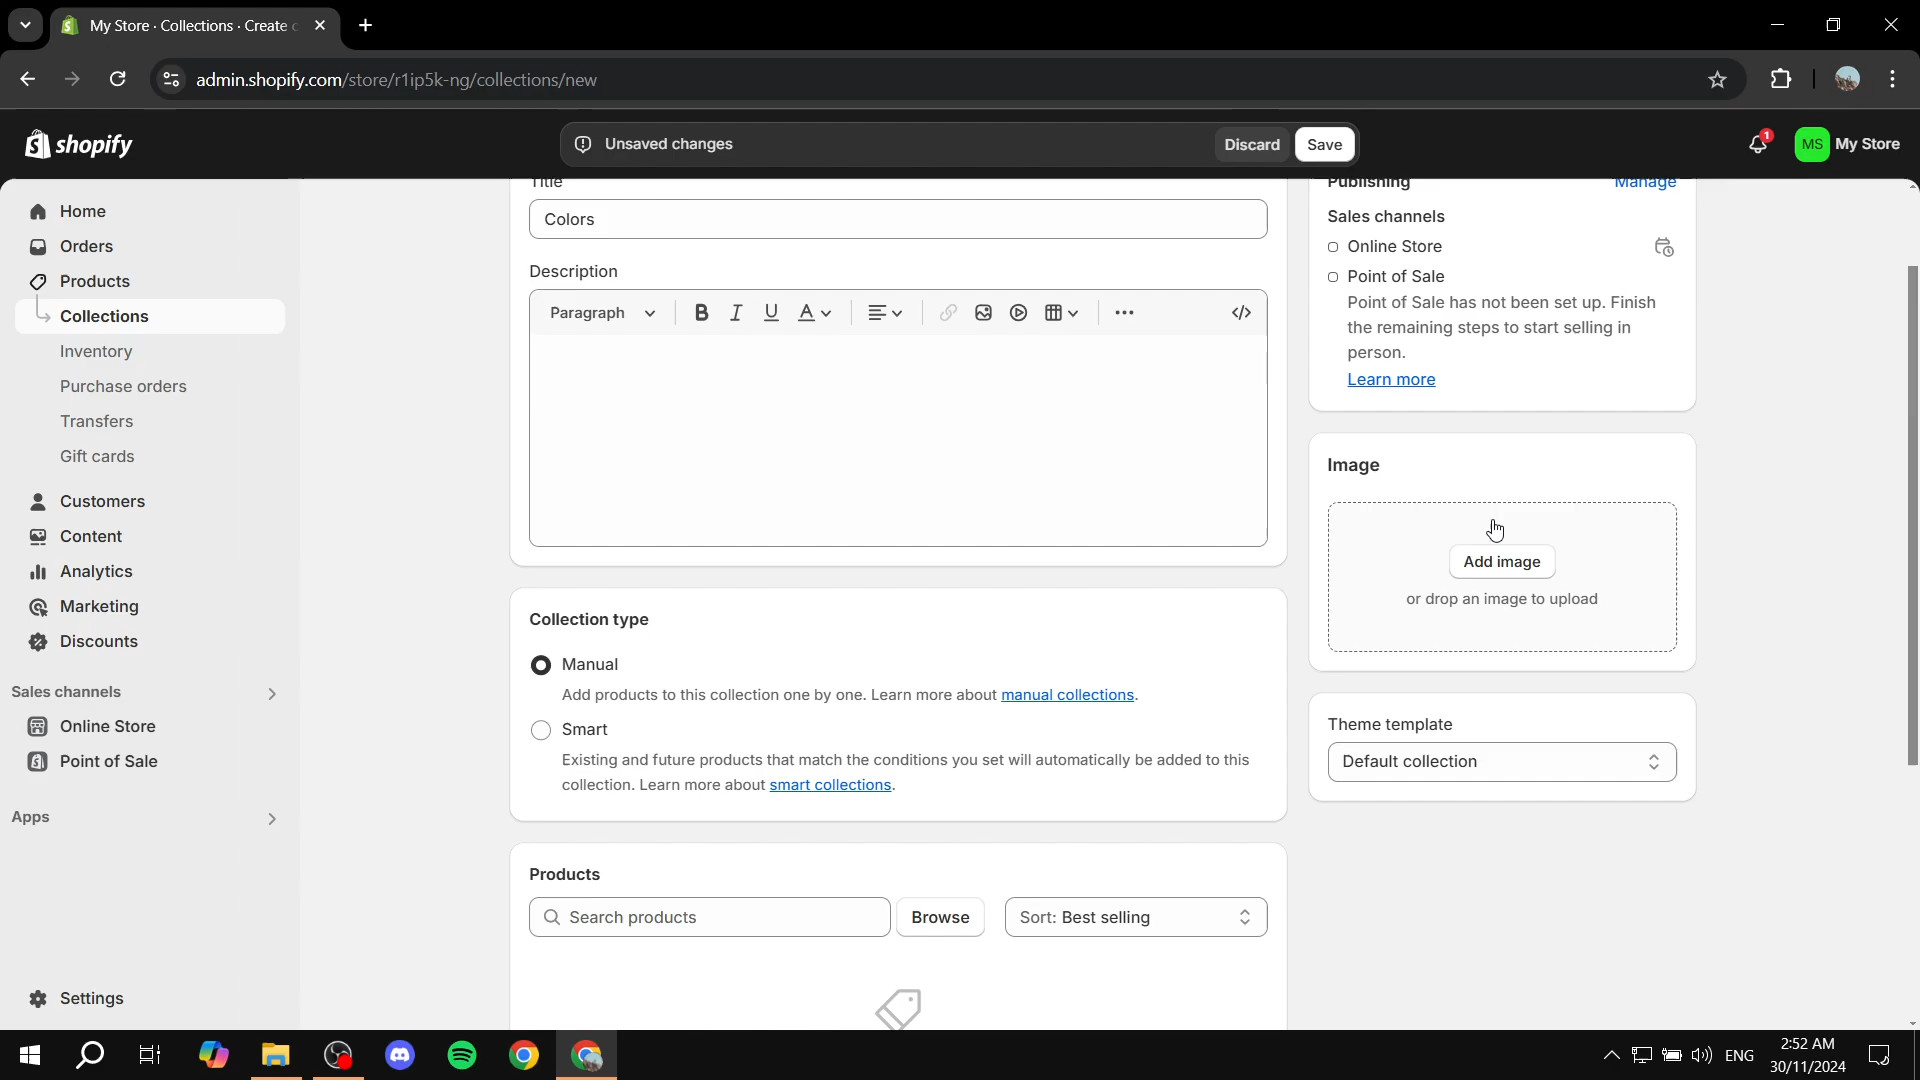 My Store · Collections · Create c
admin.shopify.com/store/r1ip5k-ng/collections/new
shopify
Unsaved changes
Discard
Save
1
MS
My Store
Home
Orders
Products
Collections
Inventory
Purchase orders
Transfers
Gift cards
Customers
Content
Analytics
Marketing
Discounts
Sales channels
Online Store
Point of Sale
Apps
Settings
Title
Colors
Description
Paragraph
Collection type
Manual
Add products to this collection one by one. Learn more about manual collections.
Smart
Existing and future products that match the conditions you set will automatically be added to this
collection. Learn more about smart collections.
Products
Search products
Browse
Sort: Best selling
Publishing
Manage
Sales channels
Online Store
Point of Sale
Point of Sale has not been set up. Finish
the remaining steps to start selling in
person.
Learn more
Image
Add image
or drop an image to upload
Theme template
Default collection
ENG
2:52 AM
30/11/2024